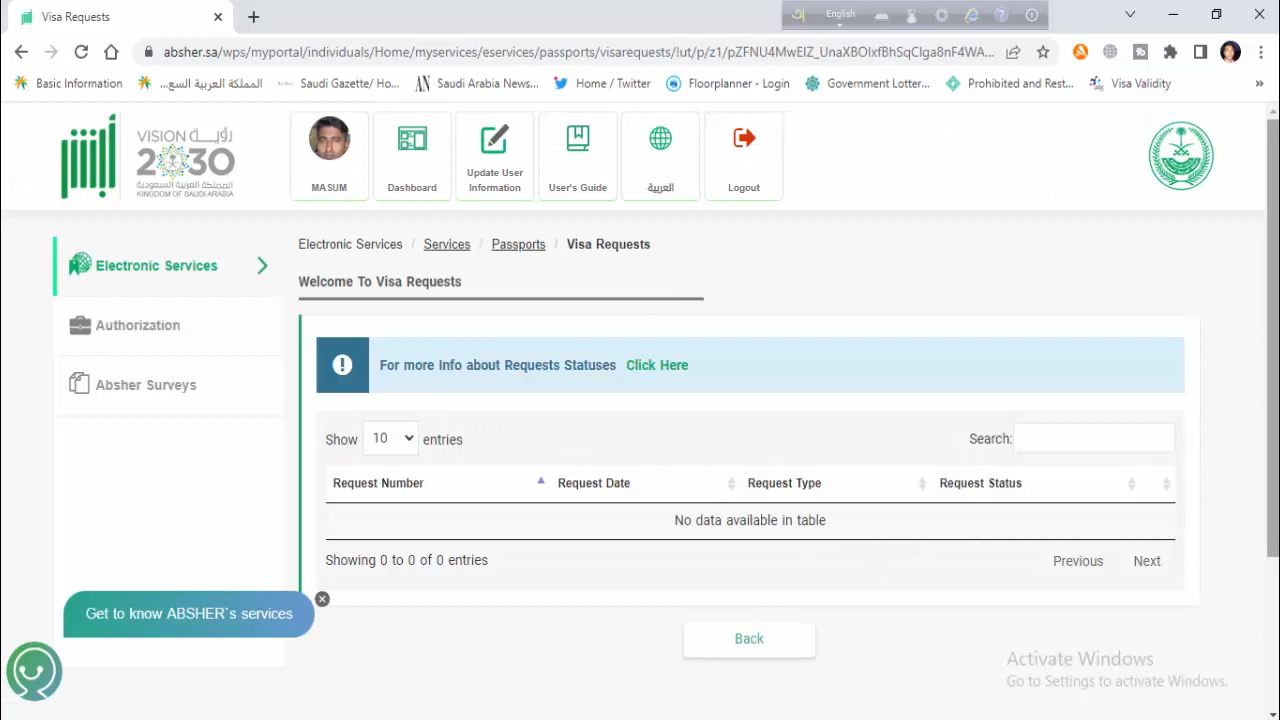 Visa Requests
English
absher.sa/wps/myportal/individuals/Home/myservices/eservices/passports/visarequests/!ut/p/z1/pZFNU4MwEIZ_UnaXBOIxfBhSqCIga8nF4WA...
Basic Information
المملكة العربية السع...
Saudi Gazette/ Ho...
Saudi Arabia News...
Home / Twitter
Floorplanner - Login
Government Lotter...
Prohibited and Rest...
Visa Validity
أبشر
VISION رؤية
2030
المملكة العربية السعودية
KINGDOM OF SAUDI ARABIA
MASUM
Dashboard
Update User
Information
User's Guide
العربية
Logout
Electronic Services / Services / Passports / Visa Requests
Electronic Services
Welcome To Visa Requests
Authorization
Absher Surveys
For more Info about Requests Statuses Click Here
Show 10 entries
Search:
Request Number Request Date Request Type Request Status
No data available in table
Showing 0 to 0 of 0 entries
Previous Next
Get to know ABSHER`s services
Back
Activate Windows
Go to Settings to activate Windows.